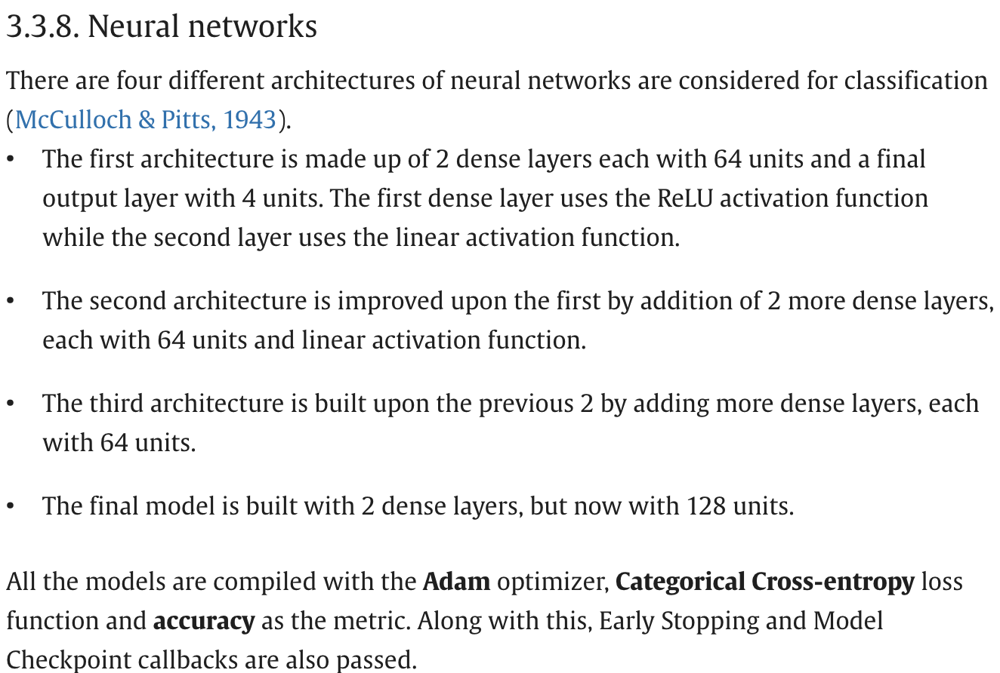 3.3.8. Neural networks
There are four different architectures of neural networks are considered for classification
(McCulloch & Pitts, 1943).
• The first architecture is made up of 2 dense layers each with 64 units and a final
output layer with 4 units. The first dense layer uses the ReLU activation function
while the second layer uses the linear activation function.
• The second architecture is improved upon the first by addition of 2 more dense layers,
each with 64 units and linear activation function.
• The third architecture is built upon the previous 2 by adding more dense layers, each
with 64 units.
• The final model is built with 2 dense layers, but now with 128 units.
All the models are compiled with the Adam optimizer, Categorical Cross-entropy loss
function and accuracy as the metric. Along with this, Early Stopping and Model
Checkpoint callbacks are also passed.